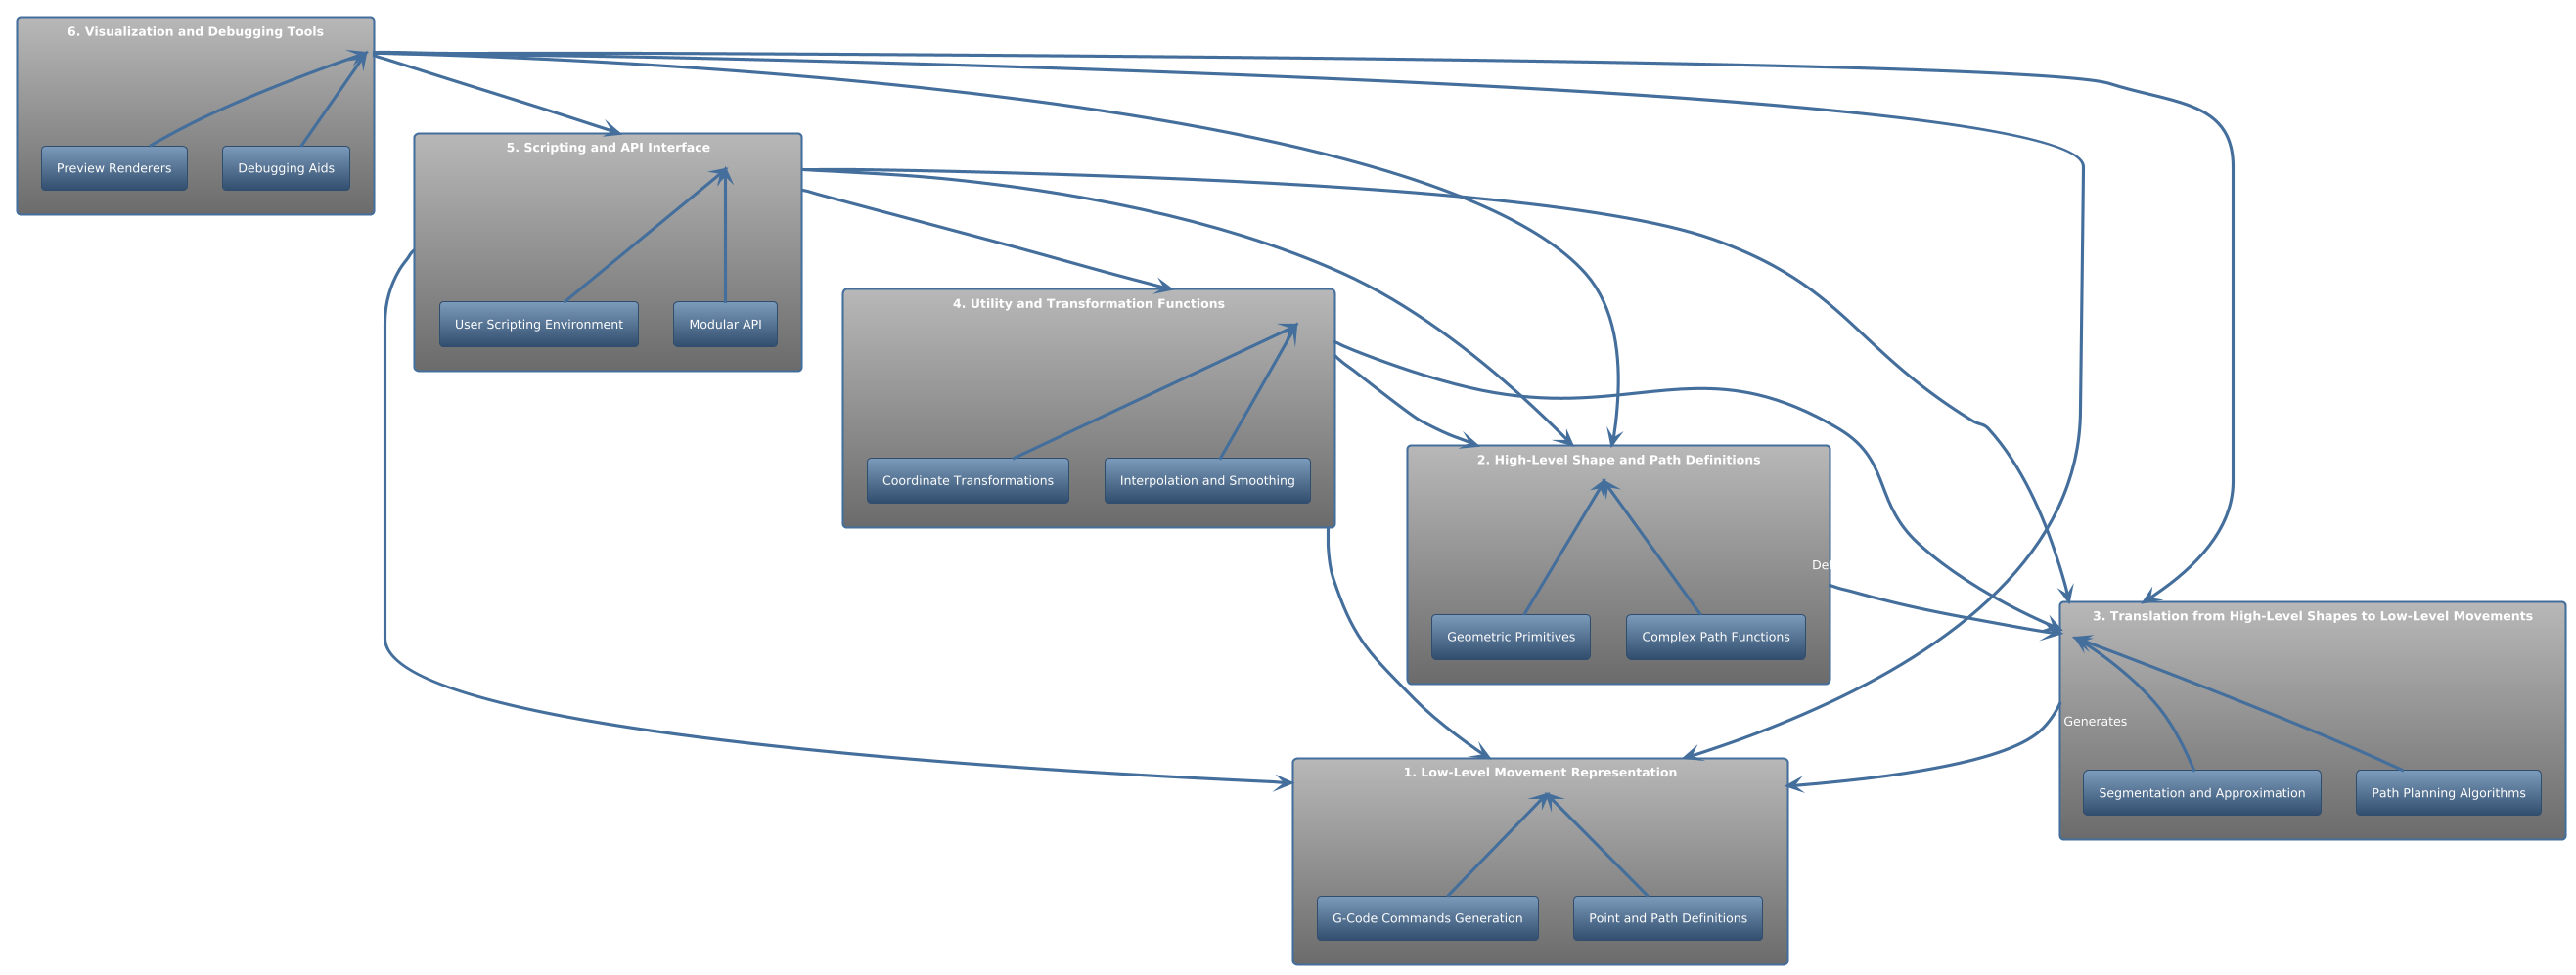 6. Visualization and Debugging Tools
Preview Renderers
Debugging Aids
5. Scripting and API Interface
User Scripting Environment
Modular API
4. Utility and Transformation Functions
Coordinate Transformations
Interpolation and Smoothing
2. High-Level Shape and Path Definitions
Geometric Primitives
Complex Path Functions
3. Translation from High-Level Shapes to Low-Level Movements
Generates
Segmentation and Approximation
Path Planning Algorithms
1. Low-Level Movement Representation
G-Code Commands Generation
Point and Path Definitions